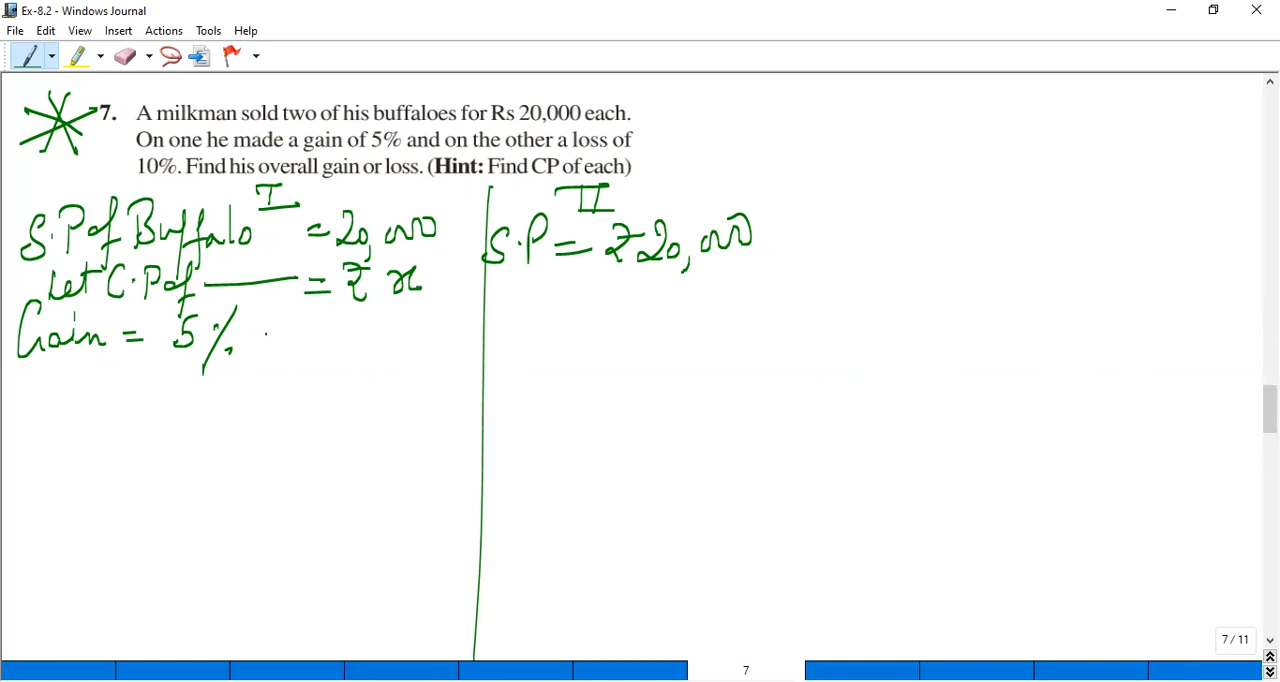 Ex-8.2 - Windows Journal
File Edit View Insert Actions Tools Help
7. A milkman sold two of his buffaloes for Rs 20,000 each.
On one he made a gain of 5% and on the other a loss of
10%. Find his overall gain or loss. (Hint: Find CP of each)
S.P of Buffalo I = 20,000
Let C.P of = ₹ x
Gain = 5%
II
S.P = ₹ 20,000
7 / 11
7